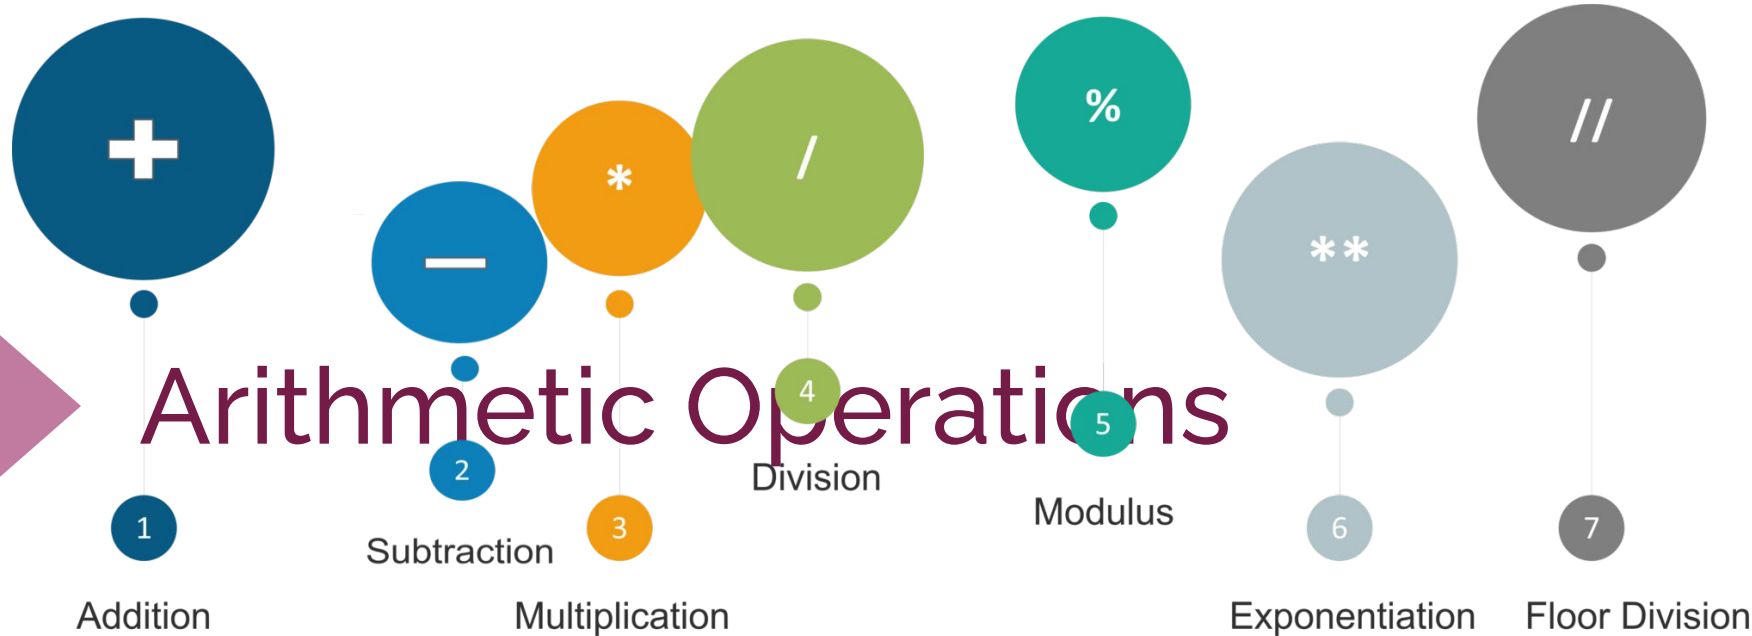 +
−
*
/
%
**
//
Arithmetic Operations
1
2
3
4
5
6
7
Addition
Subtraction
Multiplication
Division
Modulus
Exponentiation
Floor Division